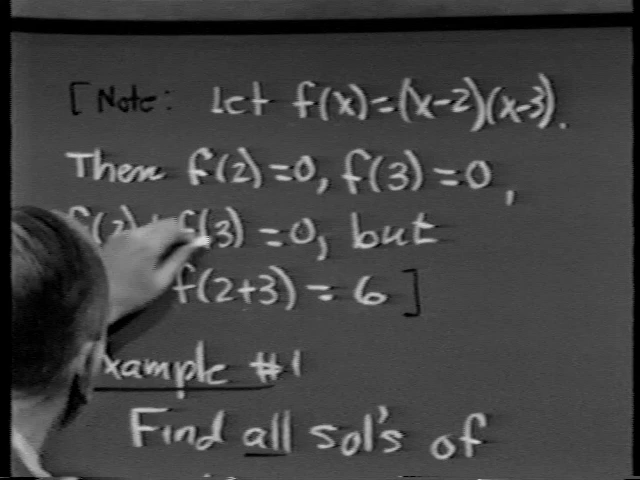 [Note: Let f(x)=(x-2)(x-3).
Then f(2)=0, f(3)=0,
f(2)+f(3)=0, but
f(2+3)=6]
xample #1
Find all sol's of